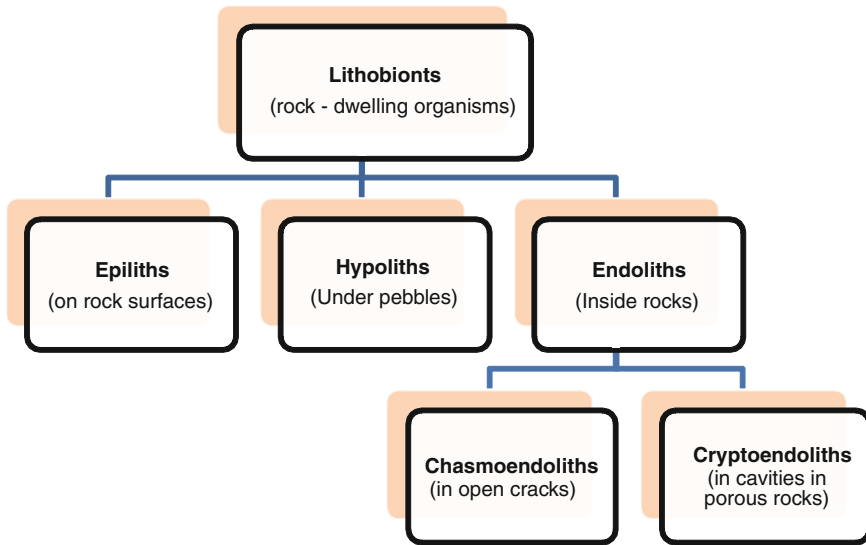 Lithobionts
(rock - dwelling organisms)
Epiliths
(on rock surfaces)
Hypoliths
(Under pebbles)
Endoliths
(Inside rocks)
Chasmoendoliths
(in open cracks)
Cryptoendoliths
(in cavities in
porous rocks)